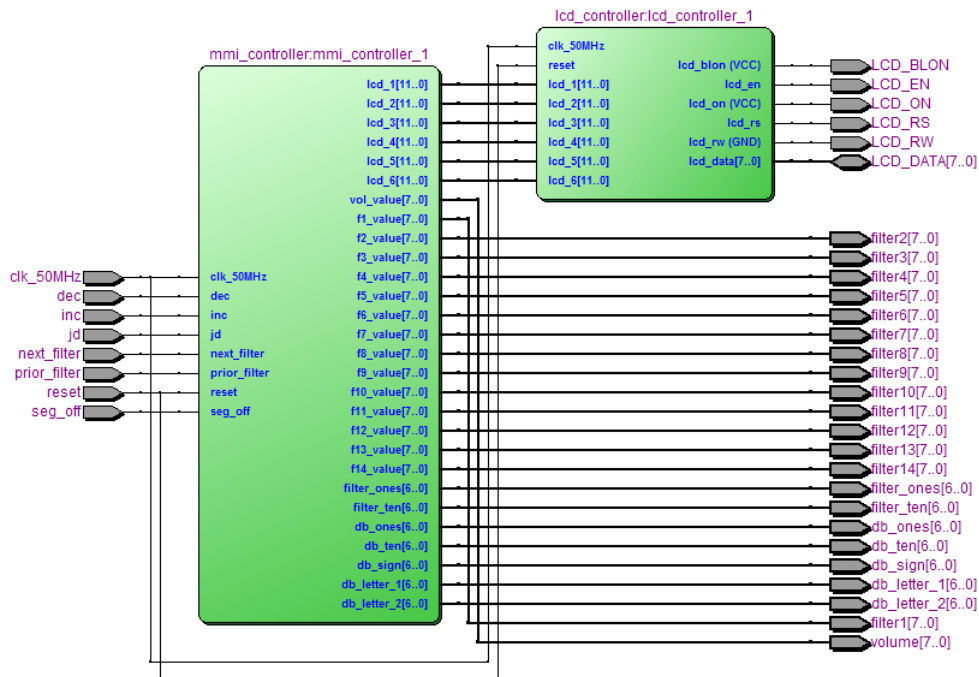 lcd_controller:lcd_controller_1
mmi_controller:mmi_controller_1
clk_50MHz
reset
lcd_1[11..0]
lcd_2[11..0]
lcd_3[11..0]
lcd_4[11..0]
lcd_5[11..0]
lcd_6[11..0]
lcd_blon (VCC)
lcd_en
lcd_on (VCC)
lcd_rs
lcd_rw (GND)
lcd_data[7..0]
LCD_BLON
LCD_EN
LCD_ON
LCD_RS
LCD_RW
LCD_DATA[7..0]
clk_50MHz
dec
inc
jd
next_filter
prior_filter
reset
seg_off
clk_50MHz
dec
inc
jd
next_filter
prior_filter
reset
seg_off
lcd_1[11..0]
lcd_2[11..0]
lcd_3[11..0]
lcd_4[11..0]
lcd_5[11..0]
lcd_6[11..0]
vol_value[7..0]
f1_value[7..0]
f2_value[7..0]
f3_value[7..0]
f4_value[7..0]
f5_value[7..0]
f6_value[7..0]
f7_value[7..0]
f8_value[7..0]
f9_value[7..0]
f10_value[7..0]
f11_value[7..0]
f12_value[7..0]
f13_value[7..0]
f14_value[7..0]
filter_ones[6..0]
filter_ten[6..0]
db_ones[6..0]
db_ten[6..0]
db_sign[6..0]
db_letter_1[6..0]
db_letter_2[6..0]
filter2[7..0]
filter3[7..0]
filter4[7..0]
filter5[7..0]
filter6[7..0]
filter7[7..0]
filter8[7..0]
filter9[7..0]
filter10[7..0]
filter11[7..0]
filter12[7..0]
filter13[7..0]
filter14[7..0]
filter_ones[6..0]
filter_ten[6..0]
db_ones[6..0]
db_ten[6..0]
db_sign[6..0]
db_letter_1[6..0]
db_letter_2[6..0]
filter1[7..0]
volume[7..0]